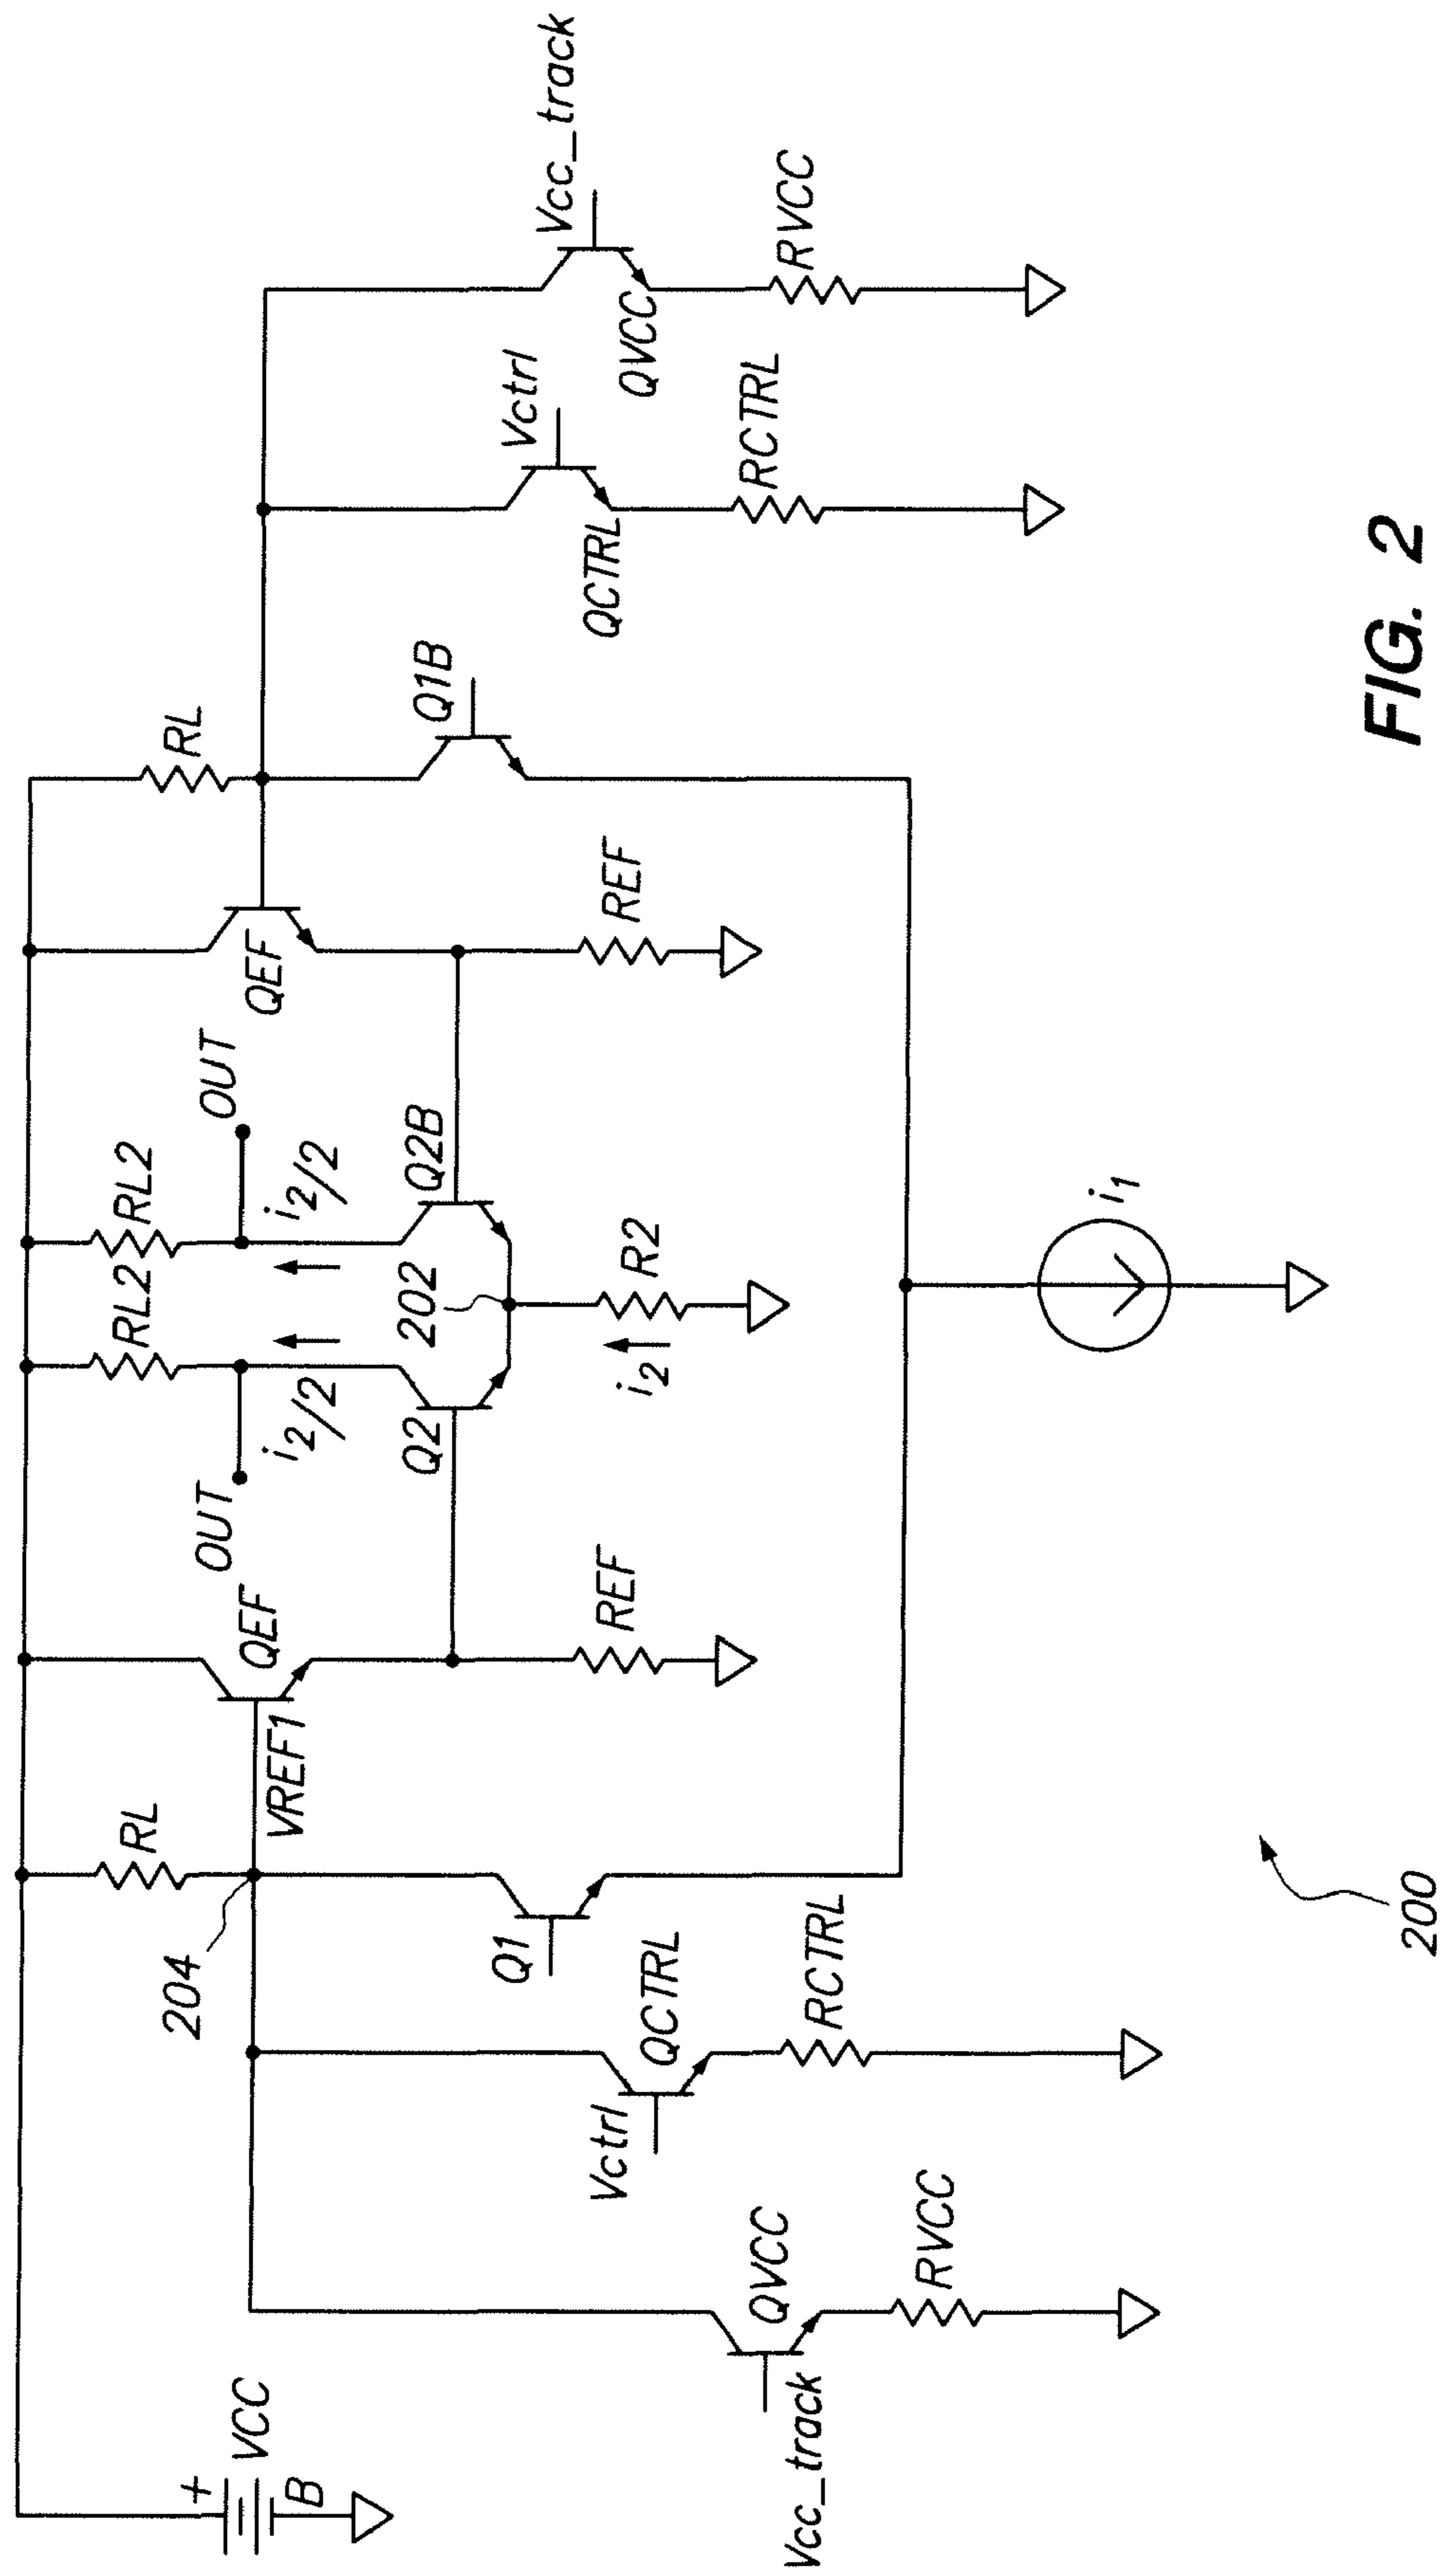 VCC
+
B
Vcc_track
QVCC
RVCC
Vctrl
QCTRL
RCTRL
204
RL
Q1
VREF1
QEF
REF
OUT
RL2
i2/2
Q2
202
i2
R2
RL2
i2/2
OUT
Q2B
QEF
REF
RL
Q1B
Vctrl
QCTRL
RCTRL
Vcc_track
QVCC
RVCC
i1
200
FIG. 2